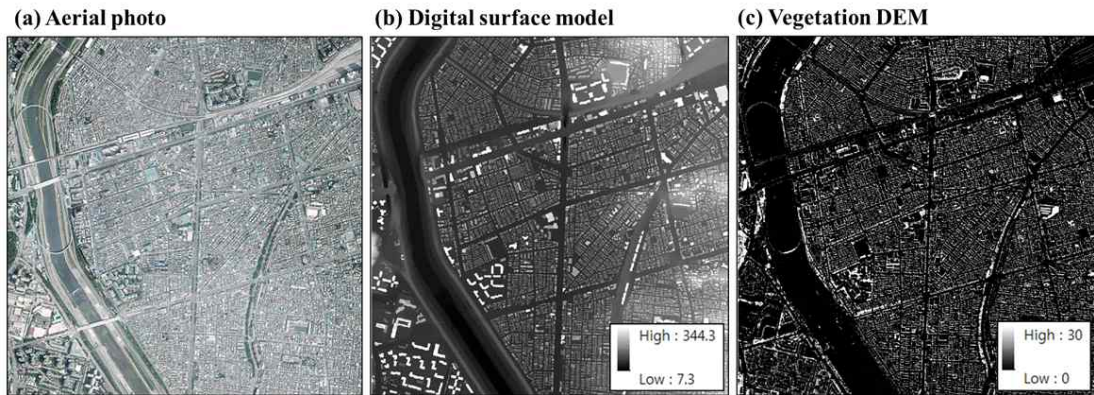 (a) Aerial photo
(b) Digital surface model
(c) Vegetation DEM
High : 344.3
Low : 7.3
High : 30
Low : 0